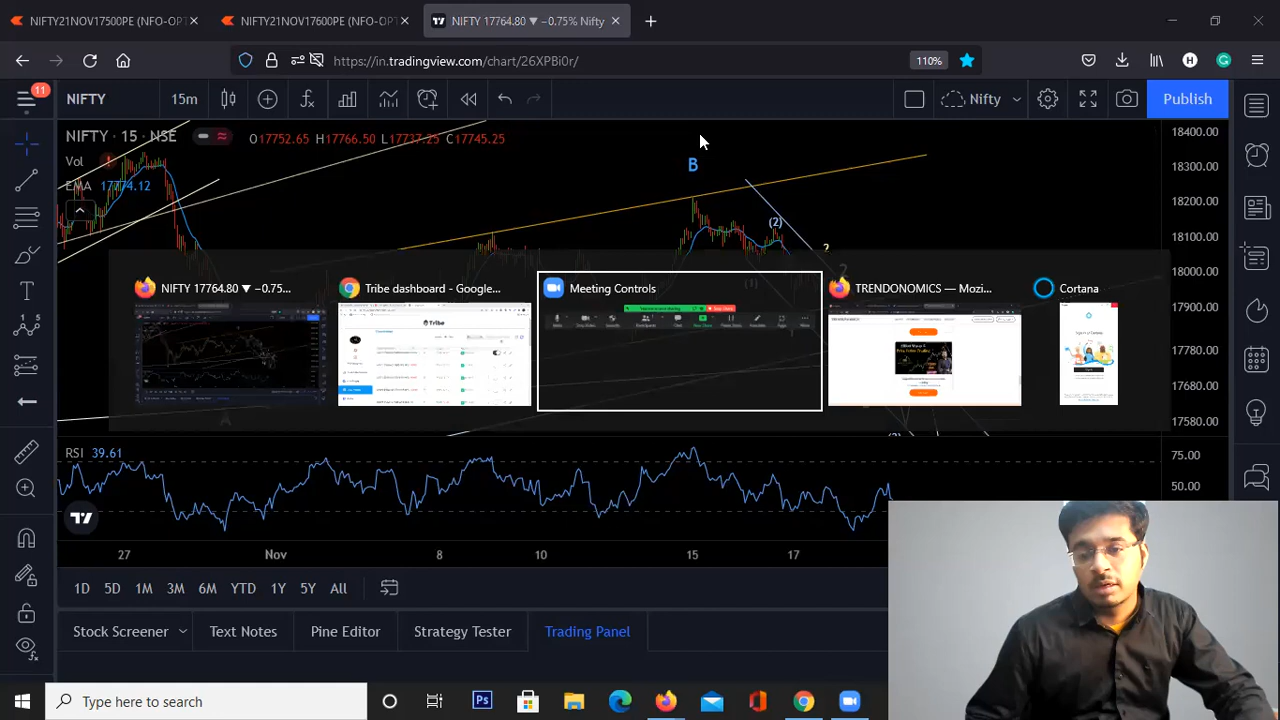 NIFTY21NOV17500PE (NFO-OP
NIFTY21NOV17600PE (NFO-OP
NIFTY 17764.80 ▼ −0.75% Nifty
https://in.tradingview.com/chart/26XPBi0r/
110%
11
NIFTY
15m
Nifty
Publish
NIFTY · 15 · NSE
O17752.65 H17766.50 L17737.25 C17745.25
Vol
EMA 17774.12
B
(2)
?
18400.00
18300.00
18200.00
18100.00
18000.00
17900.00
17780.00
17660.00
17580.00
NIFTY 17764.80 ▼ −0.75...
Tribe dashboard - Google...
Meeting Controls
TRENDONOMICS — Mozi...
Cortana
Tribe
RSI 39.61
75.00
50.00
27
Nov
8
10
15
17
1D 5D 1M 3M 6M YTD 1Y 5Y All
Stock Screener
Text Notes
Pine Editor
Strategy Tester
Trading Panel
Type here to search
Ps